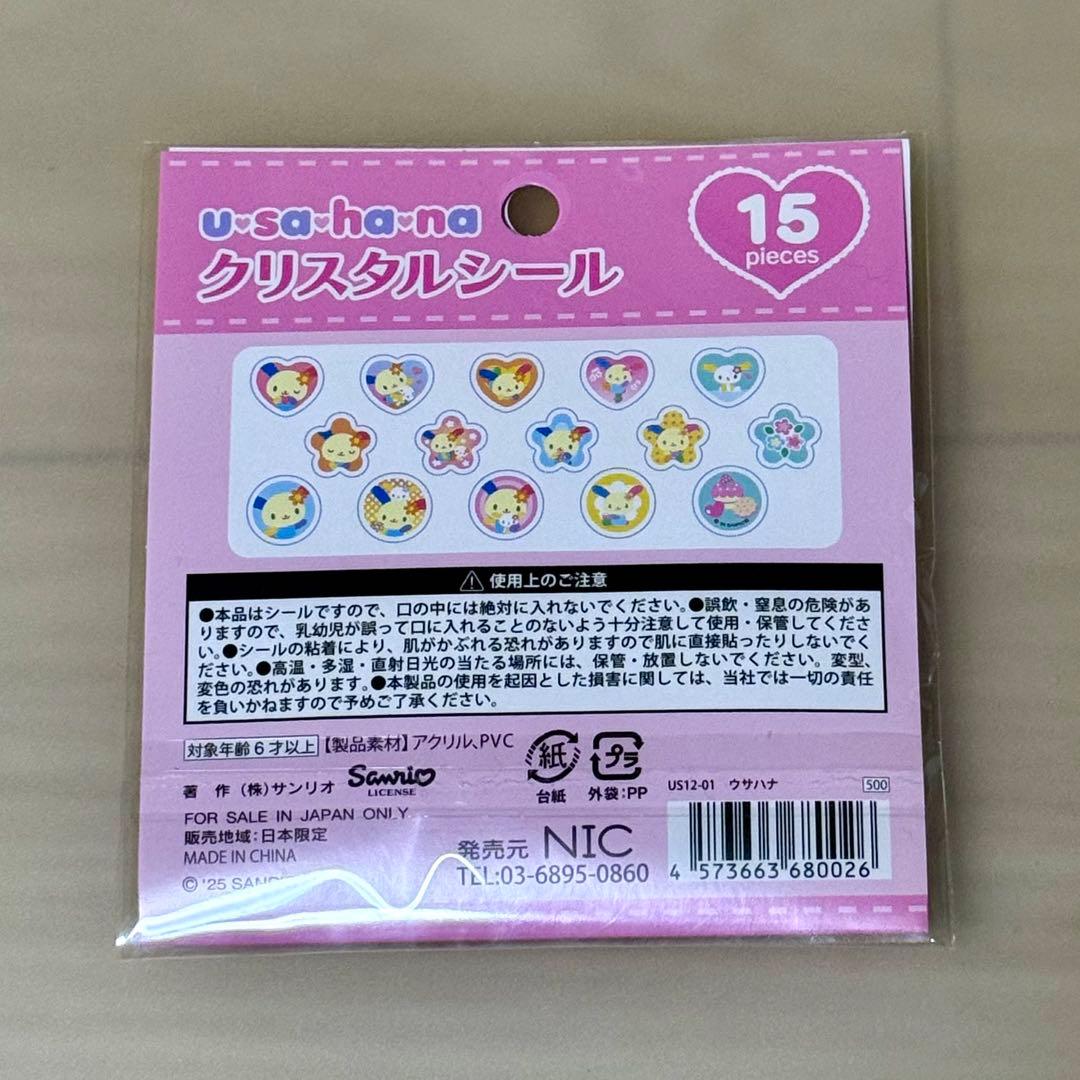 u·sa·ha·na
クリスタルシール
15
pieces
⚠ 使用上のご注意
●本品はシールですので、口の中には絶対に入れないでください。●誤飲・窒息の危険があ
りますので、乳幼児が誤って口に入れることのないよう十分注意して使用・保管してくださ
い。●シールの粘着により、肌がかぶれる恐れがありますので肌に直接貼ったりしないでく
ださい。●高温・多湿・直射日光の当たる場所には、保管・放置しないでください。変型、
変色の恐れがあります。●本製品の使用を起因とした損害に関しては、当社では一切の責任
を負いかねますので予めご了承ください。
対象年齢6才以上 【製品素材】アクリル、PVC
紙
台紙
プラ
外袋:PP
著 作 (株)サンリオ
Sanrio
LICENSE
FOR SALE IN JAPAN ONLY
販売地域:日本限定
MADE IN CHINA
© '25 SANRIO
発売元 NIC
TEL:03-6895-0860
US12-01 ウサハナ
500
4 573663 680026